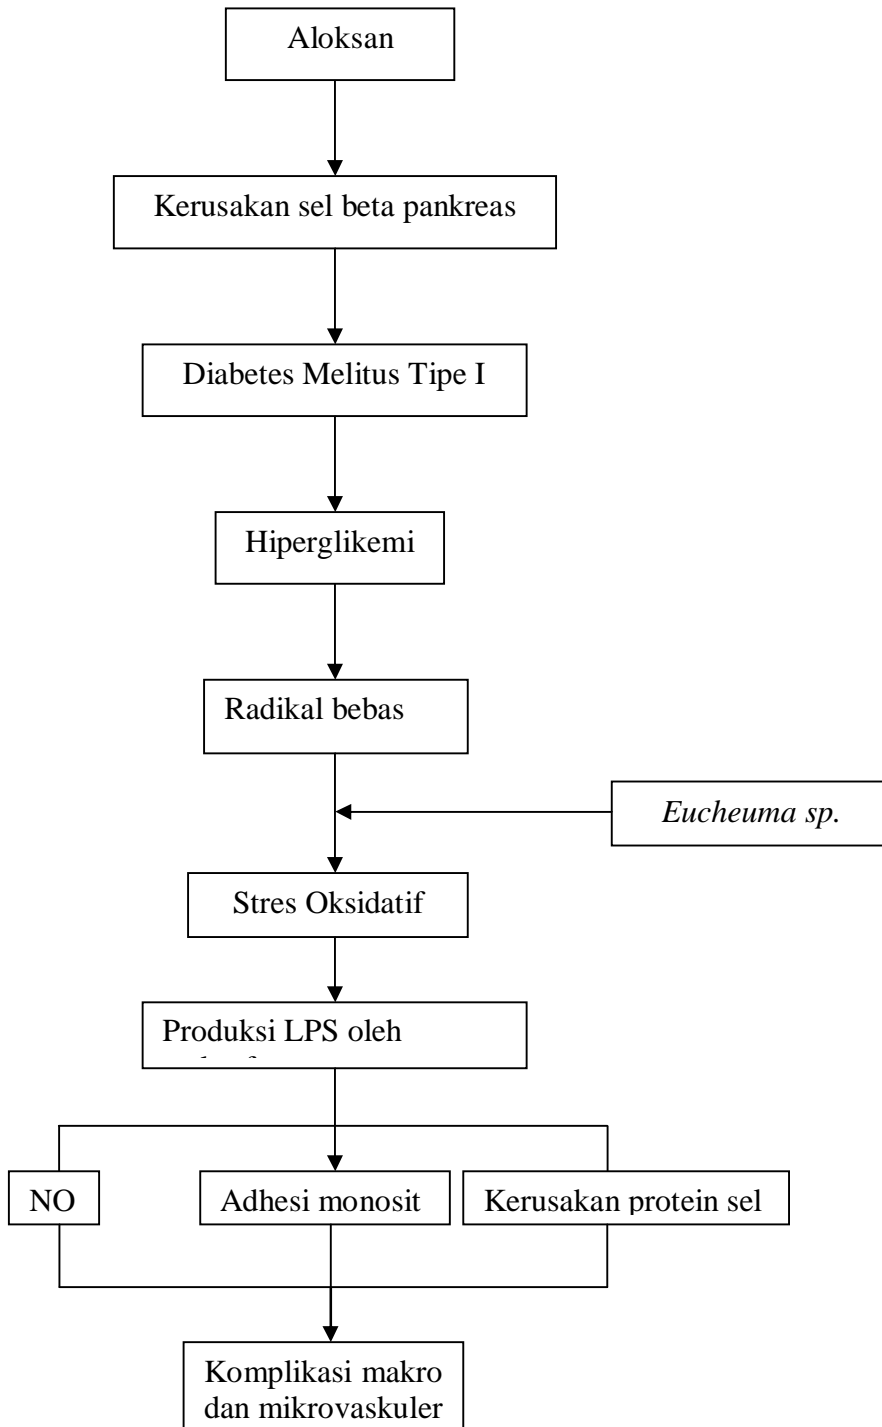 Aloksan
Kerusakan sel beta pankreas
Diabetes Melitus Tipe I
Hiperglikemi
Radikal bebas
Eucheuma sp.
Stres Oksidatif
Produksi LPS oleh
NO
Adhesi monosit
Kerusakan protein sel
Komplikasi makro
dan mikrovaskuler